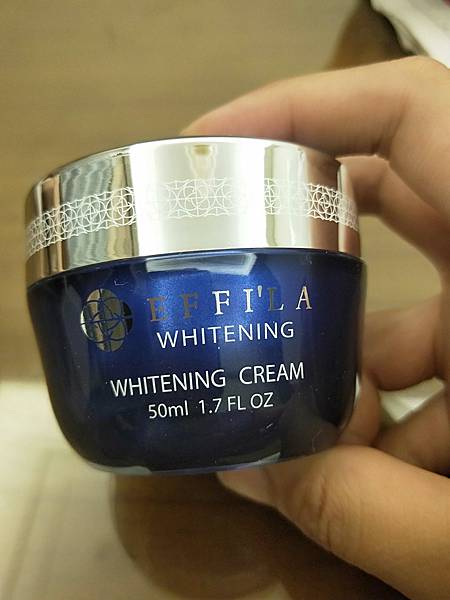 EFFI'LA
WHITENING
WHITENING CREAM
50ml 1.7 FL OZ